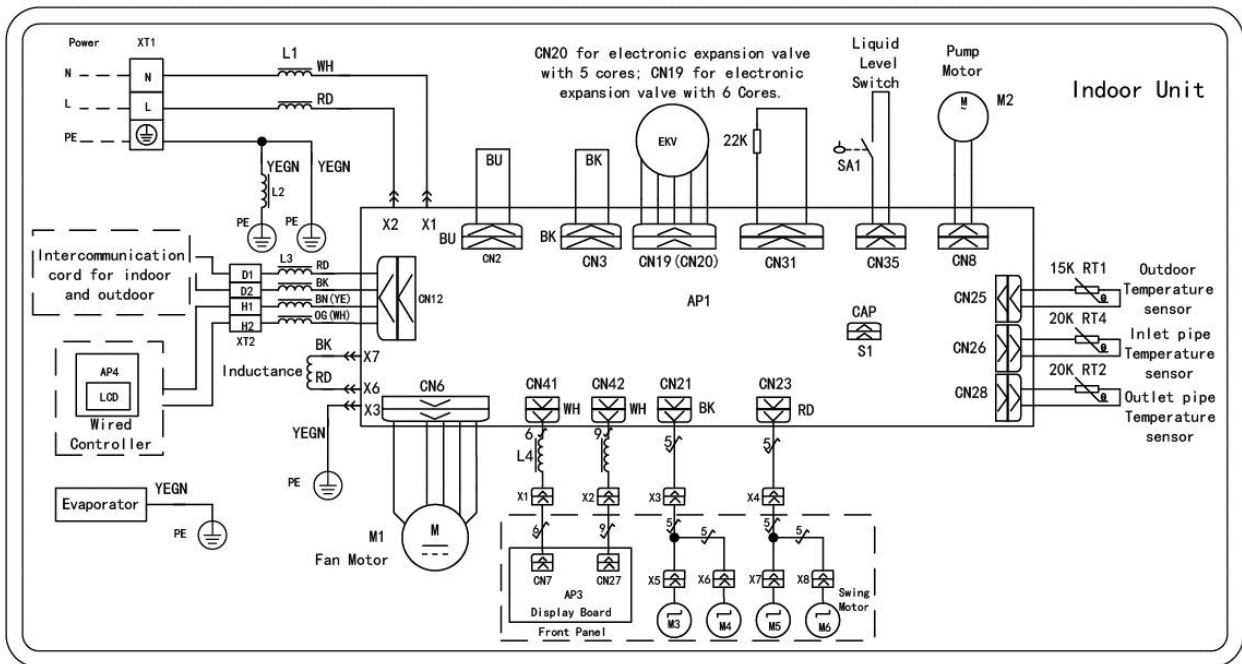 Power
XT1
N
N
L
L
PE
L1
WH
RD
YEGN
YEGN
L2
PE
PE
X2
X1
CN20 for electronic expansion valve
with 5 cores; CN19 for electronic
expansion valve with 6 Cores.
Liquid
Level
Switch
Pump
Motor
Indoor Unit
M
~
M2
EKV
22K
SA1
BU
BK
BU
BK
CN2
CN3
CN19(CN20)
CN31
CN35
CN8
Intercommunication
cord for indoor
and outdoor
D1
D2
H1
H2
XT2
L3
RD
BK
BN(YE)
OG(WH)
CN12
AP1
CAP
S1
CN25
CN26
CN28
15K RT1
θ
Outdoor
Temperature
sensor
20K RT4
θ
Inlet pipe
Temperature
sensor
20K RT2
θ
Outlet pipe
Temperature
sensor
AP4
LCD
Wired
Controller
Inductance
BK
RD
X7
X6
X3
YEGN
PE
CN6
CN41
WH
CN42
WH
CN21
BK
CN23
RD
6
9
5
5
L4
X1
X2
X3
X4
Evaporator
YEGN
PE
M1
Fan Motor
M
6
9
5
5
5
5
CN7
CN27
AP3
Display Board
Front Panel
X5
X6
X7
X8
Swing
Motor
M3
M4
M5
M6